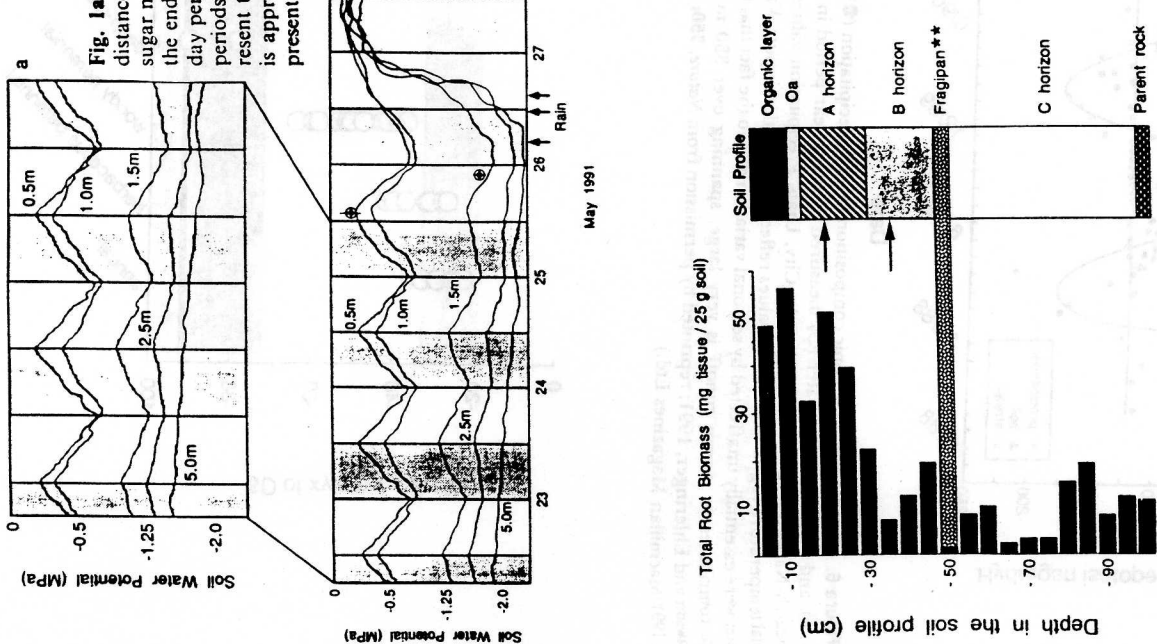 a
0
-0.5
-1.25
-2.0
Soil Water Potential (MPa)
0.5m
1.0m
1.5m
2.5m
5.0m
Fig. 1a
distance
sugar m
the end
day per
periods
resent t
is appr
present
0
-0.5
-1.25
-2.0
Soil Water Potential (MPa)
0.5m
1.0m
1.5m
2.5m
5.0m
23
24
25
26
27
Rain
May 1991
Total Root Biomass (mg tissue / 25 g soil)
10
30
50
Depth in the soil profile (cm)
- 10
- 30
- 50
- 70
- 90
Soil Profile
Organic layer
Oa
A horizon
B horizon
Fragipan**
C horizon
Parent rock